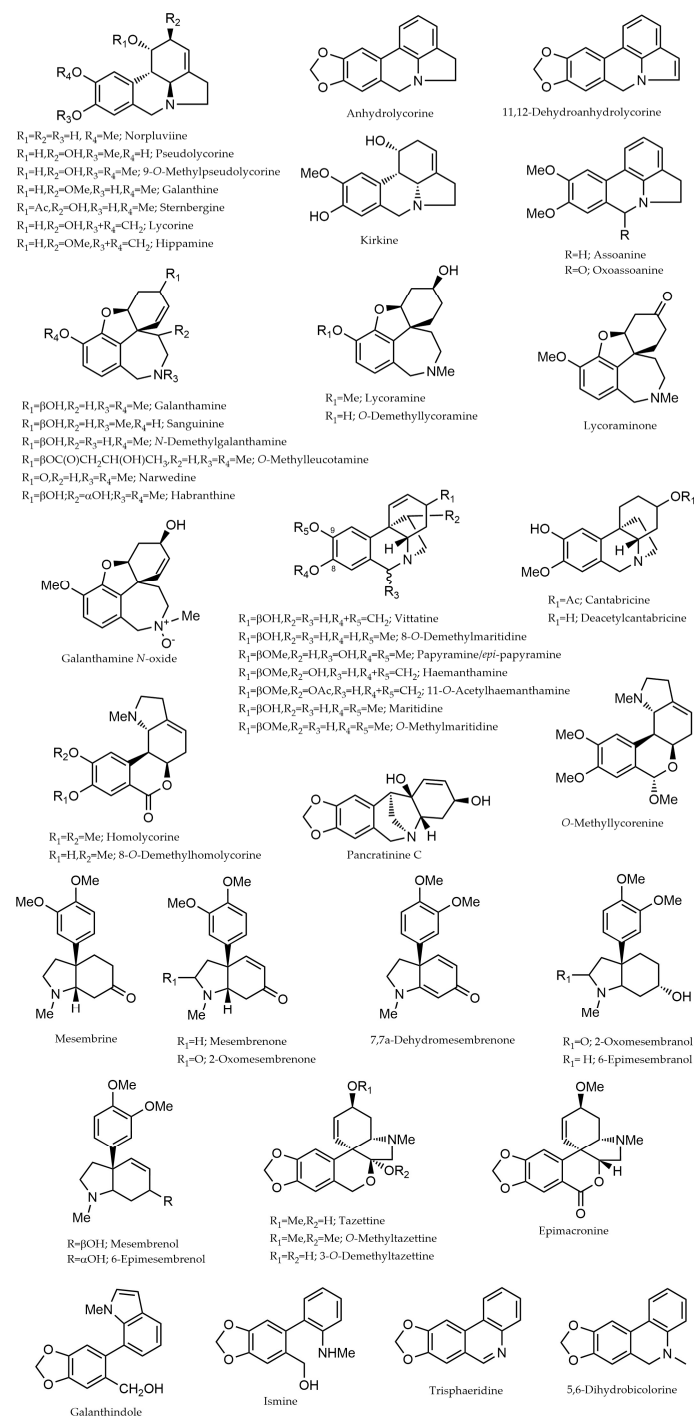 R2
R1O
R4
O
O
R3
N
R1=R2=R3=H, R4=Me; Norpluviine
R1=H,R2=OH,R3=Me,R4=H; Pseudolycorine
R1=H,R2=OH,R3=R4=Me; 9-O-Methylpseudolycorine
R1=H,R2=OMe,R3=H,R4=Me; Galanthine
R1=Ac,R2=OH,R3=H,R4=Me; Sternbergine
R1=H,R2=OH,R3+R4=CH2; Lycorine
R1=H,R2=OMe,R3+R4=CH2; Hippamine
O
O
N
Anhydrolycorine
O
O
N
11,12-Dehydroanhydrolycorine
HO
MeO
HO
N
Kirkine
MeO
MeO
N
R
R=H; Assoanine
R=O; Oxoassoanine
R1
O
R2
R4
O
NR3
R1=βOH,R2=H,R3=R4=Me; Galanthamine
R1=βOH,R2=H,R3=Me,R4=H; Sanguinine
R1=βOH,R2=R3=H,R4=Me; N-Demethylgalanthamine
R1=βOC(O)CH2CH(OH)CH3,R2=H,R3=R4=Me; O-Methylleucotamine
R1=O,R2=H,R3=R4=Me; Narwedine
R1=βOH;R2=αOH;R3=R4=Me; Habranthine
OH
O
R1O
NMe
R1=Me; Lycoramine
R1=H; O-Demethyllycoramine
O
O
MeO
NMe
Lycoraminone
OH
O
MeO
N+
Me
O-
Galanthamine N-oxide
R1
R2
R5
O
9
H
R4
O
8
N
R3
R1=βOH,R2=R3=H,R4+R5=CH2; Vittatine
R1=βOH,R2=R3=H,R4=H,R5=Me; 8-O-Demethylmaritidine
R1=βOMe,R2=H,R3=OH,R4=R5=Me; Papyramine/epi-papyramine
R1=βOMe,R2=OH,R3=H,R4+R5=CH2; Haemanthamine
R1=βOMe,R2=OAc,R3=H,R4+R5=CH2; 11-O-Acetylhaemanthamine
R1=βOH,R2=R3=H,R4=R5=Me; Maritidine
R1=βOMe,R2=R3=H,R4=R5=Me; O-Methylmaritidine
OR1
HO
H
MeO
N
R1=Ac; Cantabricine
R1=H; Deacetylcantabricine
MeN
R2
O
O
R1
O
O
R1=R2=Me; Homolycorine
R1=H,R2=Me; 8-O-Demethylhomolycorine
HO
OH
O
O
N
H
Pancratinine C
MeN
MeO
MeO
O
OMe
O-Methyllycorenine
OMe
MeO
N
Me
H
O
Mesembrine
OMe
MeO
R1
N
Me
H
O
R1=H; Mesembrenone
R1=O; 2-Oxomesembrenone
OMe
OMe
N
Me
O
7,7a-Dehydromesembrenone
OMe
OMe
R1
N
Me
OH
R1=O; 2-Oxomesembranol
R1= H; 6-Epimesembranol
OMe
OMe
N
Me
R
R=βOH; Mesembrenol
R=αOH; 6-Epimesembrenol
OR1
NMe
O
O
OR2
O
R1=Me,R2=H; Tazettine
R1=Me,R2=Me; O-Methyltazettine
R1=R2=H; 3-O-Demethyltazettine
OMe
NMe
O
O
H
O
O
Epimacronine
MeN
O
O
CH2OH
Galanthindole
O
O
NHMe
OH
Ismine
O
O
N
Trisphaeridine
O
O
N
5,6-Dihydrobicolorine